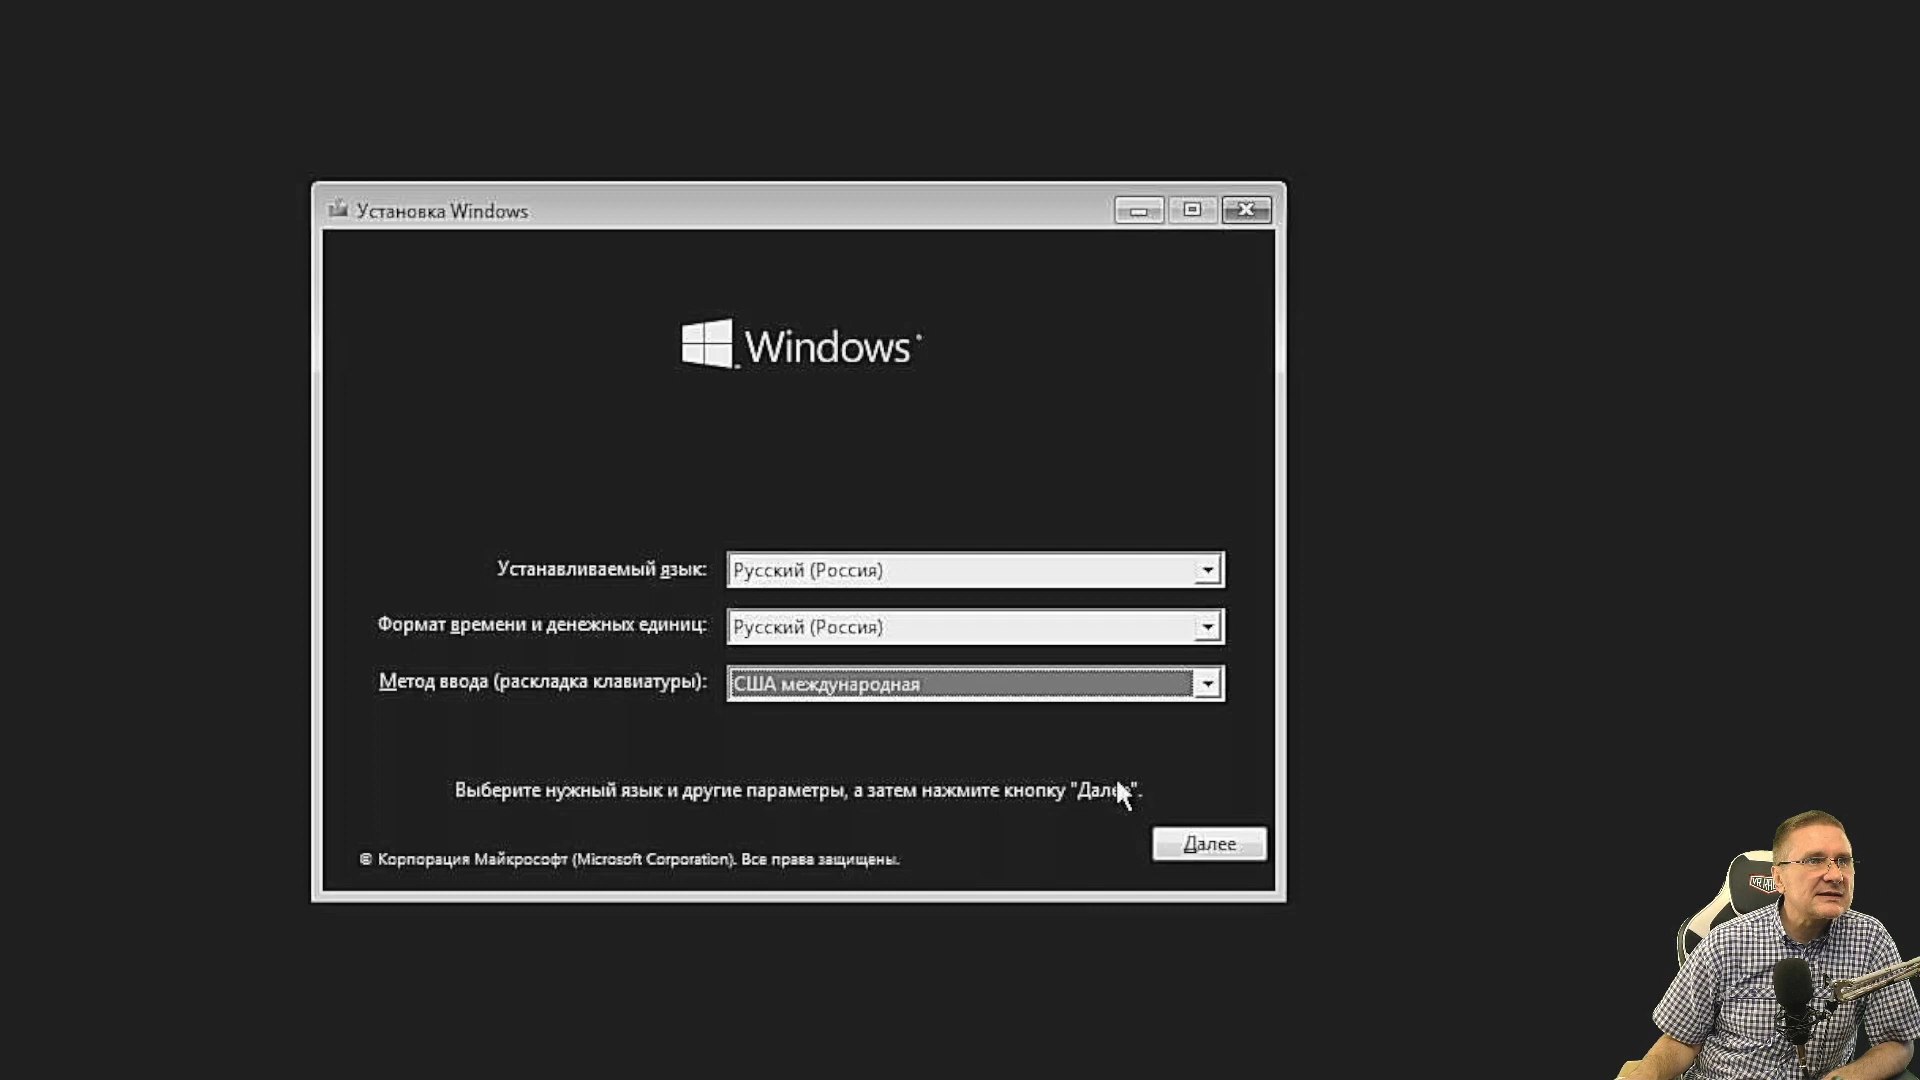 Установка Windows
Windows
Устанавливаемый язык: Русский (Россия)
Формат времени и денежных единиц: Русский (Россия)
Метод ввода (раскладка клавиатуры): США международная
Выберите нужный язык и другие параметры, а затем нажмите кнопку "Далее".
Далее
© Корпорация Майкрософт (Microsoft Corporation). Все права защищены.